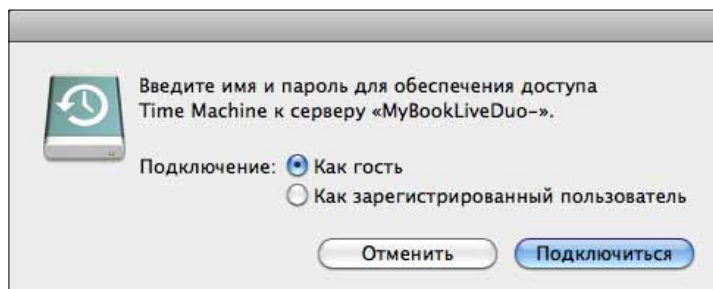 Введите имя и пароль для обеспечения доступа
Time Machine к серверу «MyBookLiveDuo-».
Подключение: Как гость
Как зарегистрированный пользователь
Отменить Подключиться